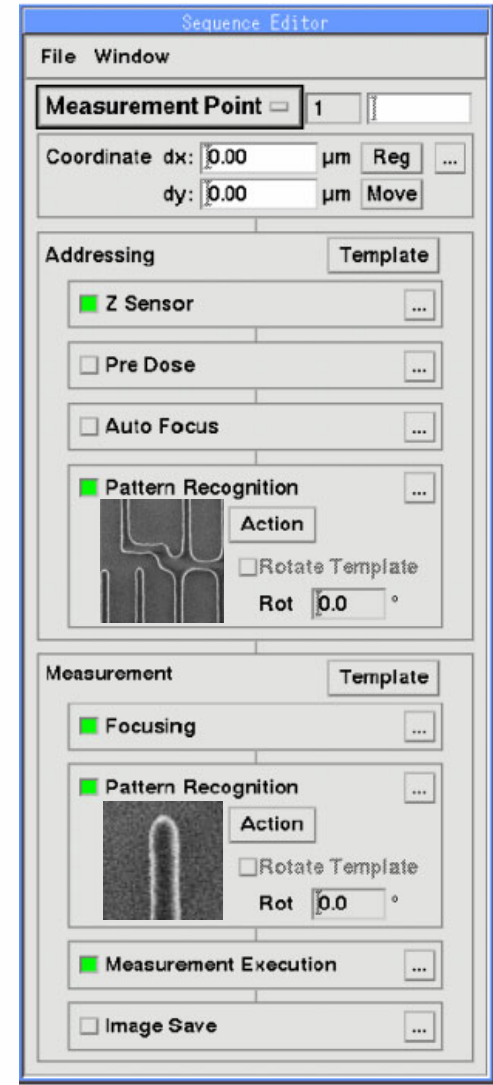 Sequence Editor
File Window
Measurement Point 1
Coordinate dx: 0.00 µm Reg ...
dy: 0.00 µm Move
Addressing Template
Z Sensor ...
Pre Dose ...
Auto Focus ...
Pattern Recognition ...
Action
Rotate Template
Rot 0.0 °
Measurement Template
Focusing ...
Pattern Recognition ...
Action
Rotate Template
Rot 0.0 °
Measurement Execution ...
Image Save ...